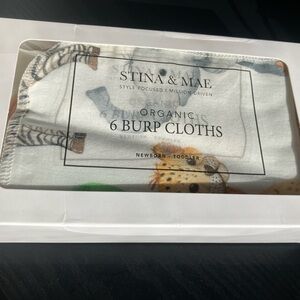 STINA & MAE
STYLE FOCUSED & MISSION DRIVEN
ORGANIC
6 BURP CLOTHS
NEWBORN - TODDLER